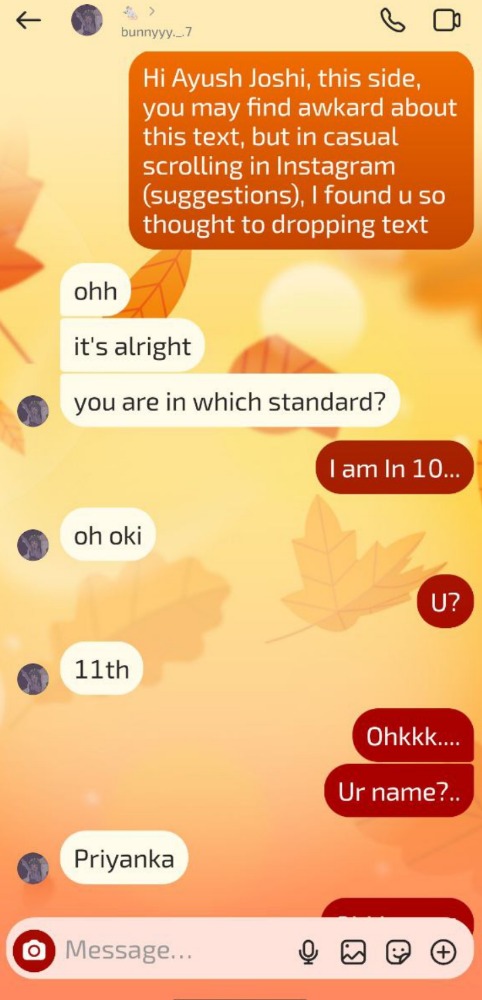 bunnyyy._.7
Hi Ayush Joshi, this side,
you may find awkard about
this text, but in casual
scrolling in Instagram
(suggestions), I found u so
thought to dropping text
ohh
it's alright
you are in which standard?
I am In 10...
oh oki
U?
11th
Ohkkk....
Ur name?..
Priyanka
Message...